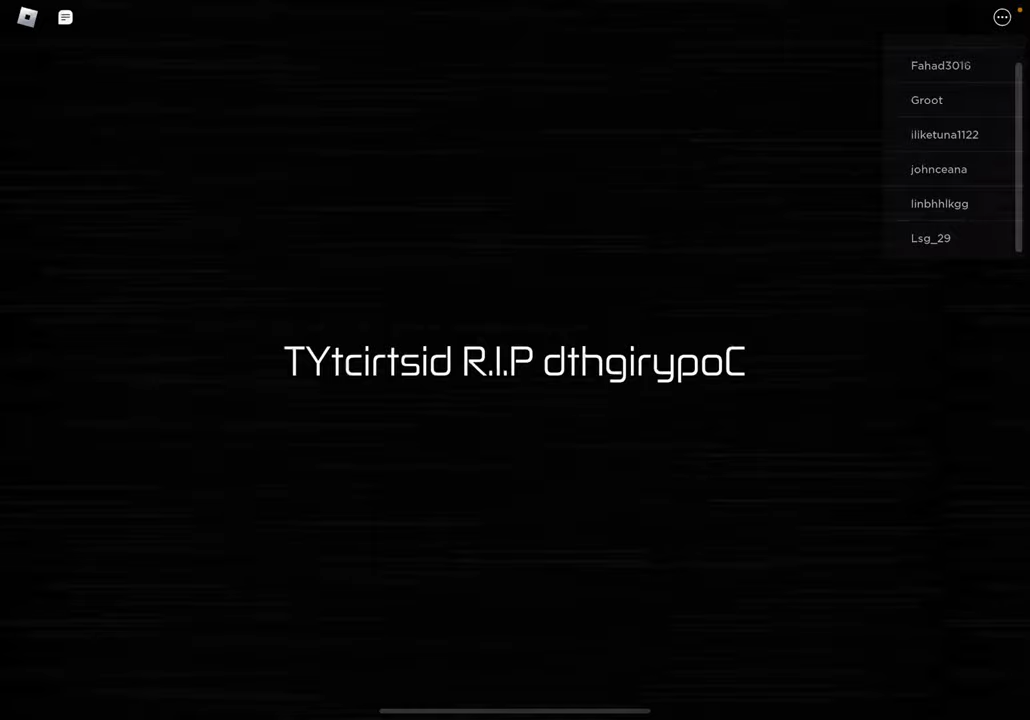 Fahad3016
Groot
iliketuna1122
johnceana
linbhhlkgg
Lsg_29
TYtcirtsid R.I.P dthgirypoC